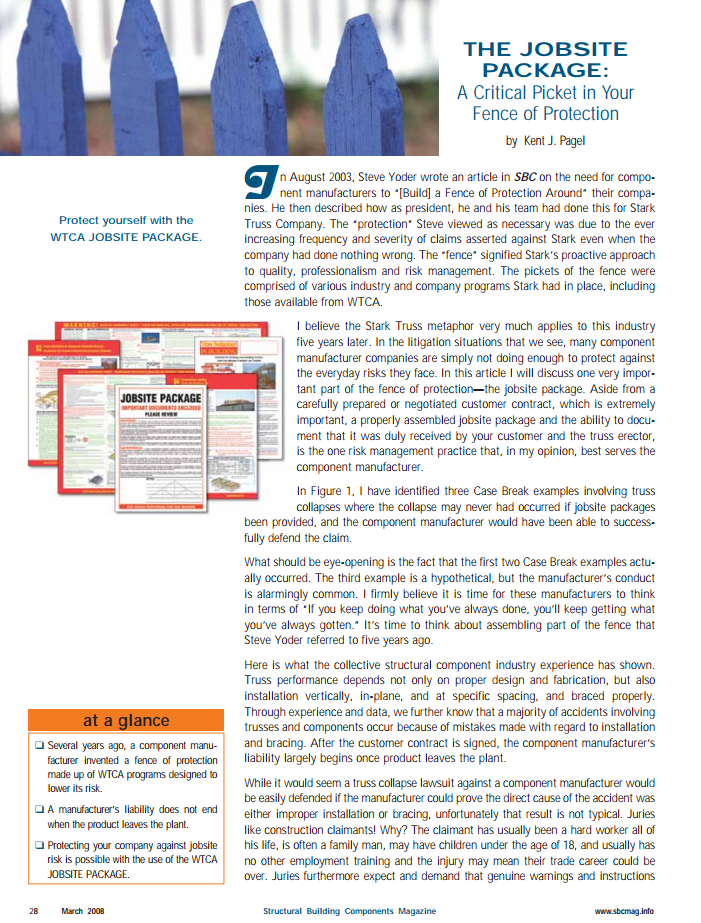 THE JOBSITE
PACKAGE:
A Critical Picket in Your
Fence of Protection
by Kent J. Pagel
Protect yourself with the
WTCA JOBSITE PACKAGE.
In August 2003, Steve Yoder wrote an article in SBC on the need for compo-
nent manufacturers to "[Build] a Fence of Protection Around" their compa-
nies. He then described how as president, he and his team had done this for Stark
Truss Company. The "protection" Steve viewed as necessary was due to the ever
increasing frequency and severity of claims asserted against Stark even when the
company had done nothing wrong. The "fence" signified Stark's proactive approach
to quality, professionalism and risk management. The pickets of the fence were
comprised of various industry and company programs Stark had in place, including
those available from WTCA.
WARNING!
JOBSITE PACKAGE
IMPORTANT DOCUMENTS ENCLOSED
PLEASE REVIEW
I believe the Stark Truss metaphor very much applies to this industry
five years later. In the litigation situations that we see, many component
manufacturer companies are simply not doing enough to protect against
the everyday risks they face. In this article I will discuss one very impor-
tant part of the fence of protection—the jobsite package. Aside from a
carefully prepared or negotiated customer contract, which is extremely
important, a properly assembled jobsite package and the ability to docu-
ment that it was duly received by your customer and the truss erector,
is the one risk management practice that, in my opinion, best serves the
component manufacturer.
In Figure 1, I have identified three Case Break examples involving truss
collapses where the collapse may never had occurred if jobsite packages
been provided, and the component manufacturer would have been able to success-
fully defend the claim.
What should be eye-opening is the fact that the first two Case Break examples actu-
ally occurred. The third example is a hypothetical, but the manufacturer's conduct
is alarmingly common. I firmly believe it is time for these manufacturers to think
in terms of "If you keep doing what you've always done, you'll keep getting what
you've always gotten." It's time to think about assembling part of the fence that
Steve Yoder referred to five years ago.
Here is what the collective structural component industry experience has shown.
Truss performance depends not only on proper design and fabrication, but also
installation vertically, in-plane, and at specific spacing, and braced properly.
Through experience and data, we further know that a majority of accidents involving
trusses and components occur because of mistakes made with regard to installation
and bracing. After the customer contract is signed, the component manufacturer's
liability largely begins once product leaves the plant.
While it would seem a truss collapse lawsuit against a component manufacturer would
be easily defended if the manufacturer could prove the direct cause of the accident was
either improper installation or bracing, unfortunately that result is not typical. Juries
like construction claimants! Why? The claimant has usually been a hard worker all of
his life, is often a family man, may have children under the age of 18, and usually has
no other employment training and the injury may mean their trade career could be
over. Juries furthermore expect and demand that genuine warnings and instructions
at a glance
❑ Several years ago, a component manu-
facturer invented a fence of protection
made up of WTCA programs designed to
lower its risk.
❑ A manufacturer's liability does not end
when the product leaves the plant.
❑ Protecting your company against jobsite
risk is possible with the use of the WTCA
JOBSITE PACKAGE.
28 March 2008 Structural Building Components Magazine www.sbcmag.info